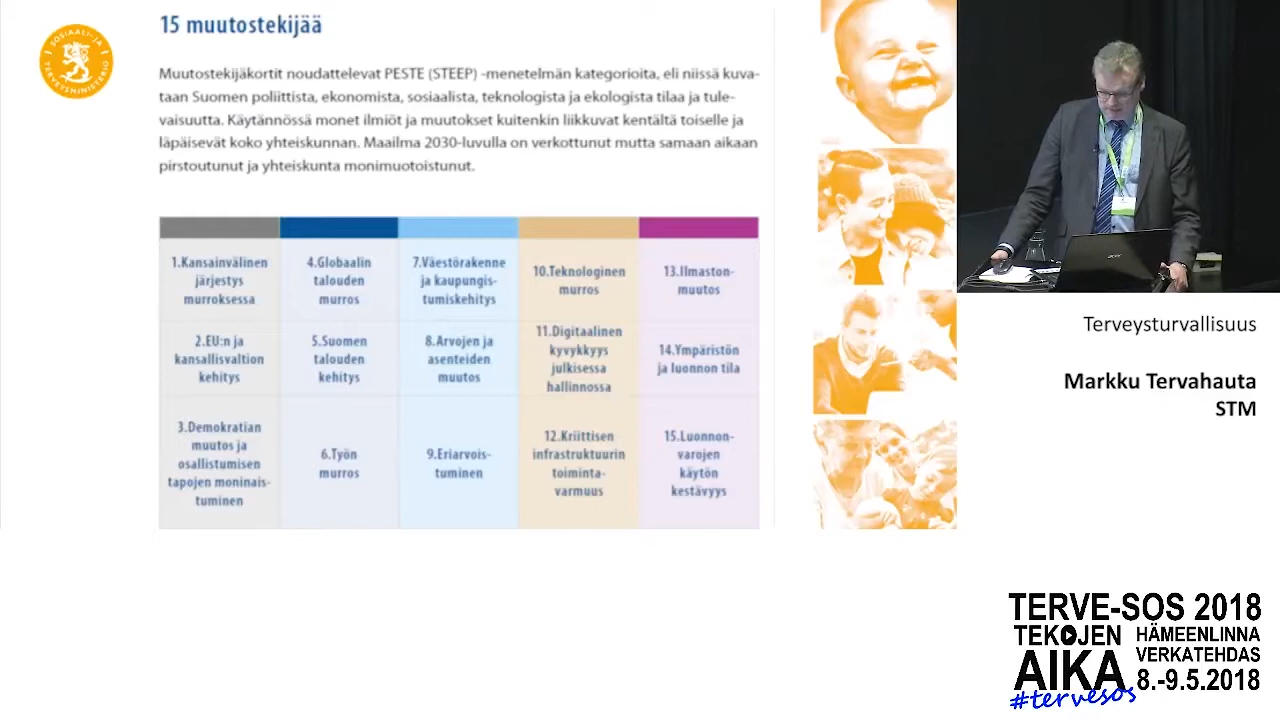 15 muutostekijää
SOSIAALI- JA
TERVEYSMINISTERIÖ
Muutostekijäkortit noudattelevat PESTE (STEEP) -menetelmän kategorioita, eli niissä kuva-
taan Suomen poliittista, ekonomista, sosiaalista, teknologista ja ekologista tilaa ja tule-
vaisuutta. Käytännössä monet ilmiöt ja muutokset kuitenkin liikkuvat kentältä toiselle ja
läpäisevät koko yhteiskunnan. Maailma 2030-luvulla on verkottunut mutta samaan aikaan
pirstoutunut ja yhteiskunta monimuotoistunut.
1.Kansainvälinen
järjestys
murroksessa
4.Globaalin
talouden
murros
7.Väestörakenne
ja kaupungis-
tumiskehitys
10.Teknologinen
murros
13.Ilmaston-
muutos
2.EU:n ja
kansallisvaltion
kehitys
5.Suomen
talouden
kehitys
8.Arvojen ja
asenteiden
muutos
11.Digitaalinen
kyvykkyys
julkisessa
hallinnossa
14.Ympäristön
ja luonnon tila
3.Demokratian
muutos ja
osallistumisen
tapojen moninais-
tuminen
6.Työn
murros
9.Eriarvois-
tuminen
12.Kriittisen
infrastruktuurin
toiminta-
varmuus
15.Luonnon-
varojen
käytön
kestävyys
Terveysturvallisuus
Markku Tervahauta
STM
TERVE-SOS 2018
TEKOJEN
AIKA
HÄMEENLINNA
VERKATEHDAS
8.-9.5.2018
#tervesos